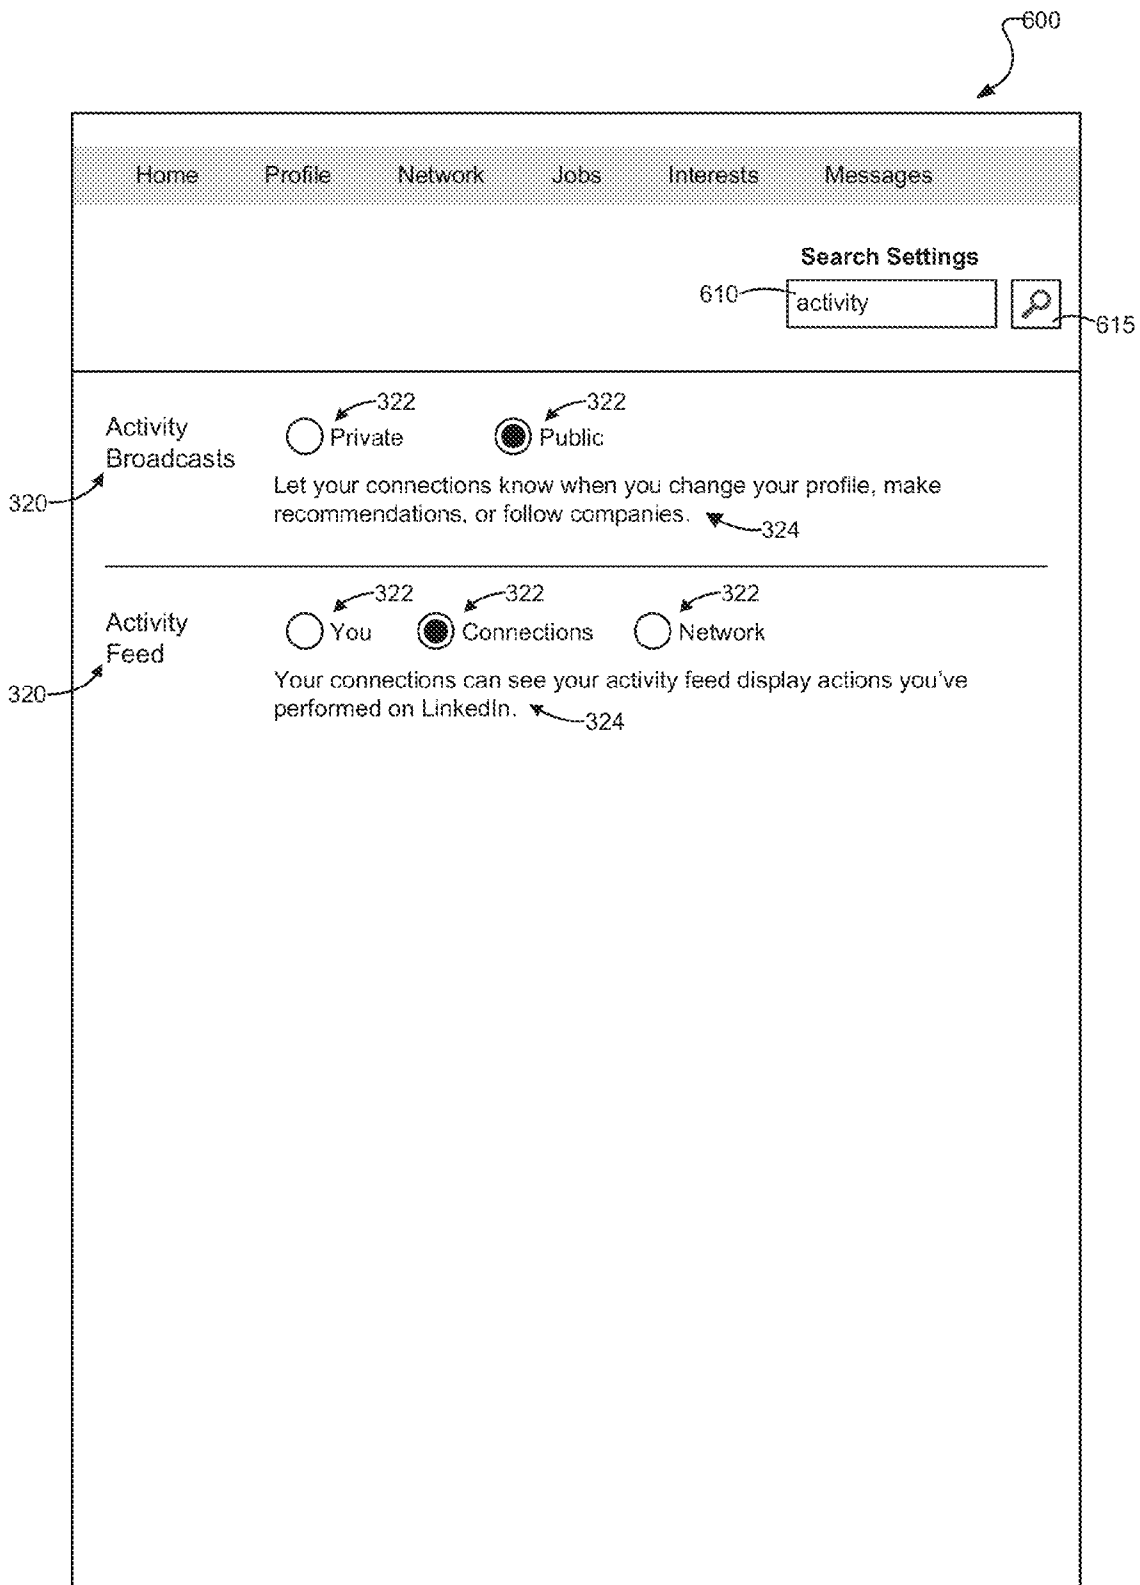 600
Home Profile Network Jobs Interests Messages
Search Settings
610 activity
615
322 322
Activity Broadcasts
Private Public
320
Let your connections know when you change your profile, make
recommendations, or follow companies. 324
322 322 322
Activity Feed
You Connections Network
320
Your connections can see your activity feed display actions you've
performed on LinkedIn. 324